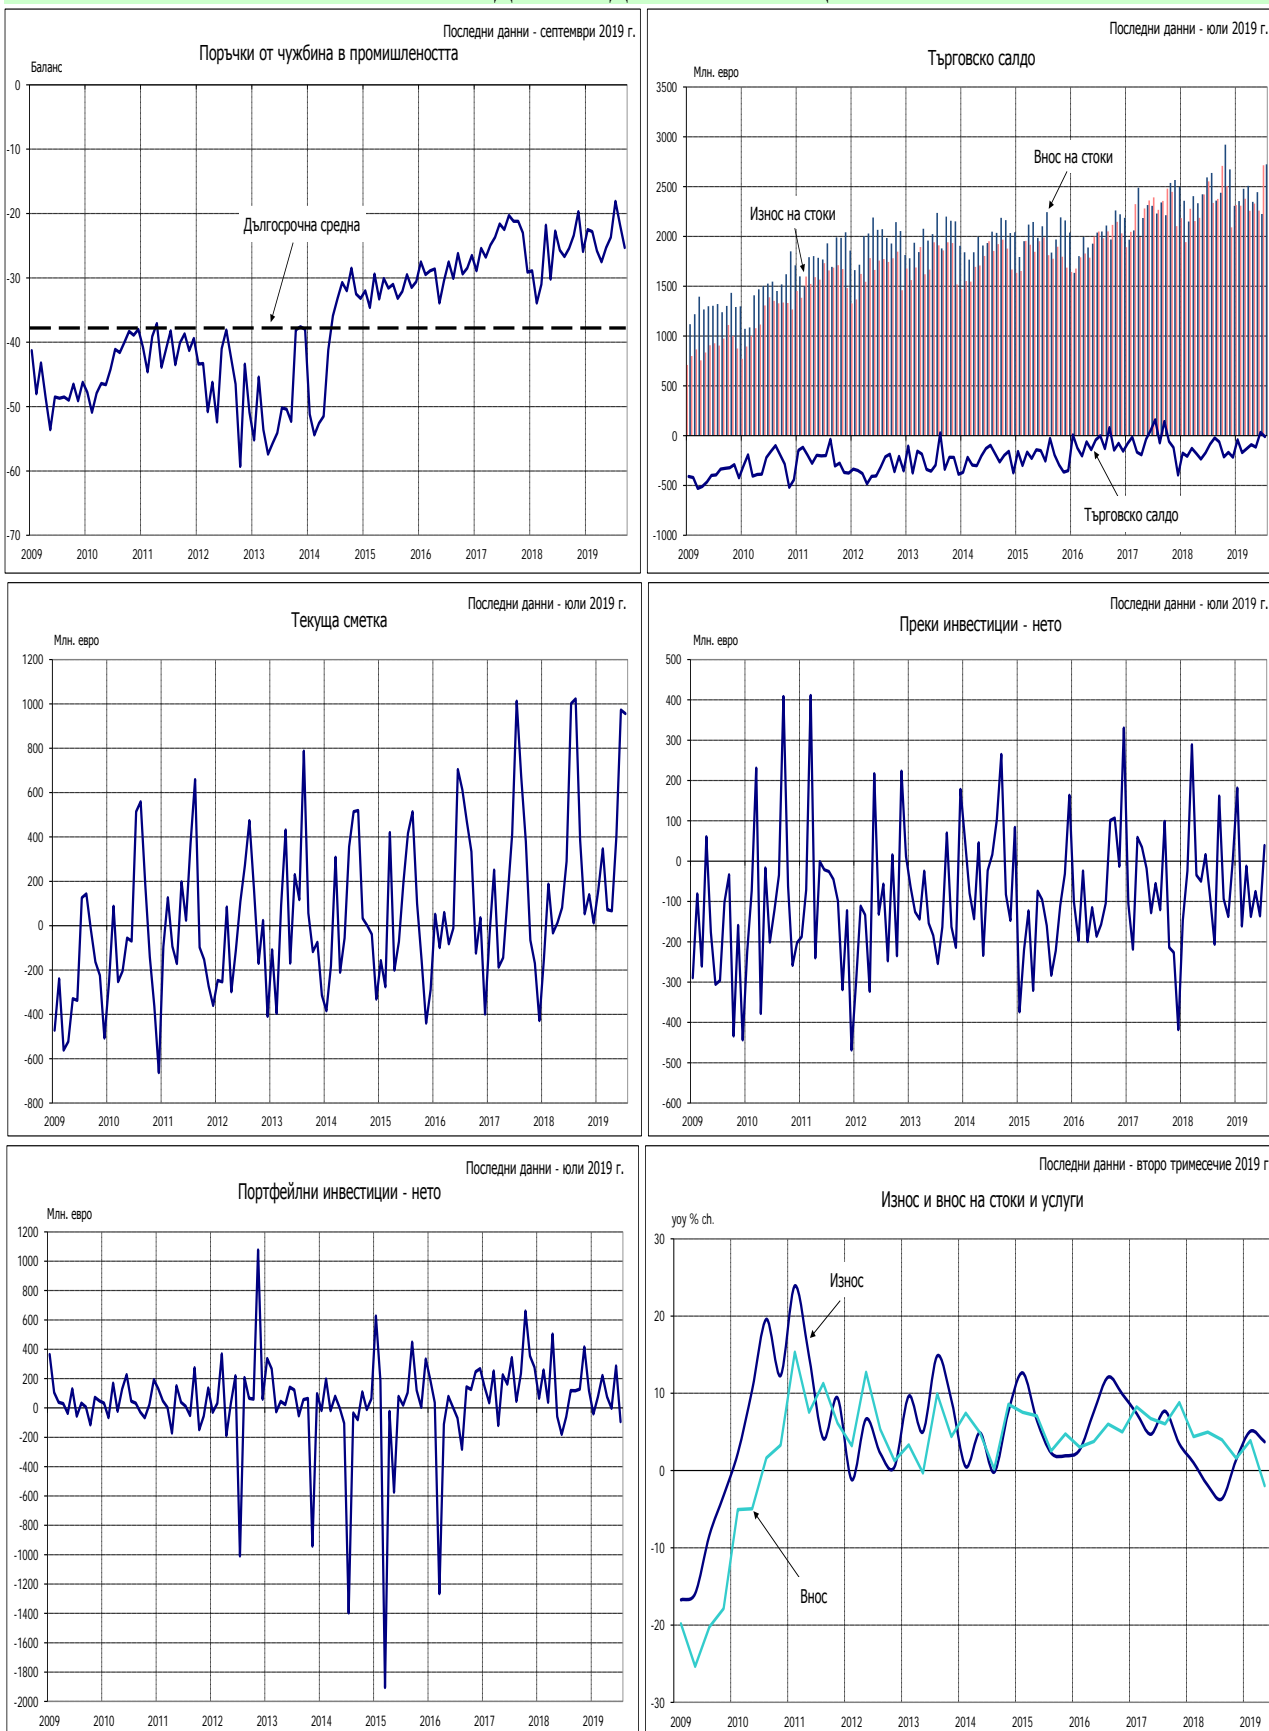 Последни данни - септември 2019 г.
Поръчки от чужбина в промишлеността
Баланс
0
-10
-20
-30
-40
-50
-60
-70
Дългосрочна средна
2009 2010 2011 2012 2013 2014 2015 2016 2017 2018 2019
Последни данни - юли 2019 г.
Търговско салдо
Млн. евро
3500
3000
2500
2000
1500
1000
500
0
-500
-1000
Внос на стоки
Износ на стоки
Търговско салдо
2009 2010 2011 2012 2013 2014 2015 2016 2017 2018 2019
Последни данни - юли 2019 г.
Текуща сметка
Млн. евро
1200
1000
800
600
400
200
0
-200
-400
-600
-800
2009 2010 2011 2012 2013 2014 2015 2016 2017 2018 2019
Последни данни - юли 2019 г.
Преки инвестиции - нето
Млн. евро
500
400
300
200
100
0
-100
-200
-300
-400
-500
-600
2009 2010 2011 2012 2013 2014 2015 2016 2017 2018 2019
Последни данни - юли 2019 г.
Портфейлни инвестиции - нето
Млн. евро
1200
1000
800
600
400
200
0
-200
-400
-600
-800
-1000
-1200
-1400
-1600
-1800
-2000
2009 2010 2011 2012 2013 2014 2015 2016 2017 2018 2019
Последни данни - второ тримесечие 2019 г
Износ и внос на стоки и услуги
yoy % ch.
30
20
10
0
-10
-20
-30
Износ
Внос
2009 2010 2011 2012 2013 2014 2015 2016 2017 2018 2019